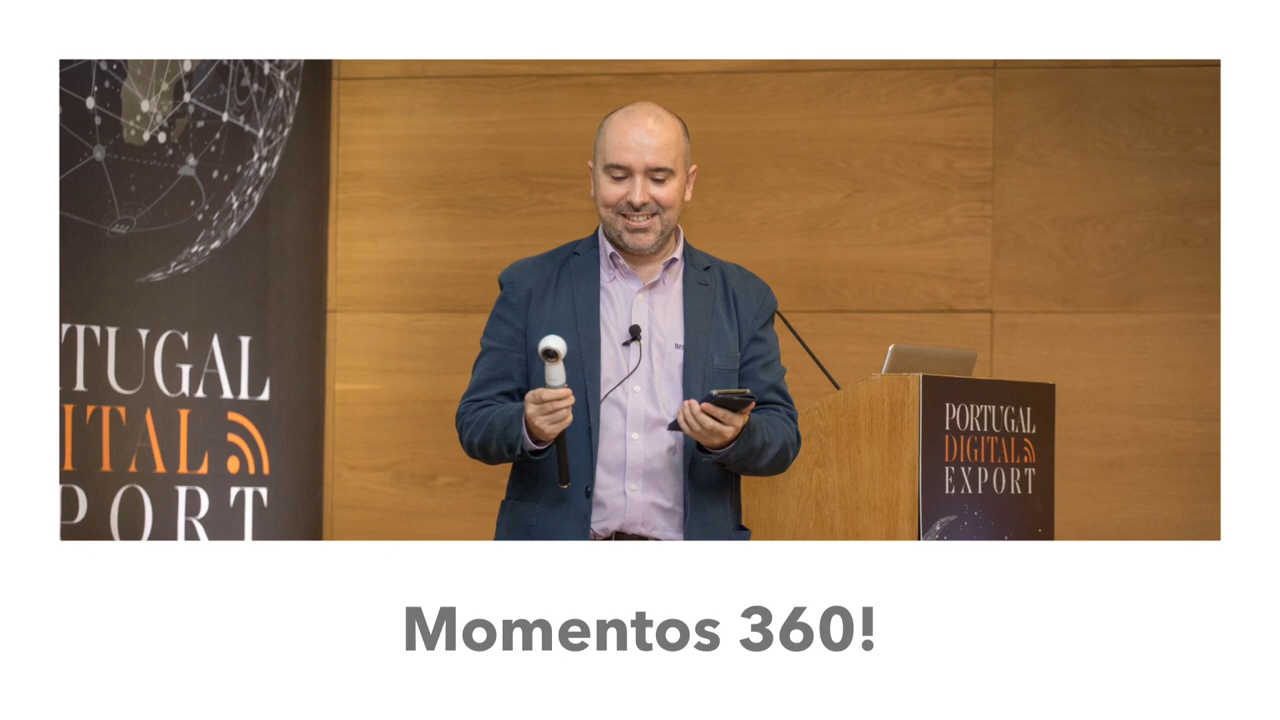 TUGAL
ITAL
PORT
PORTUGAL
DIGITAL
EXPORT
Momentos 360!